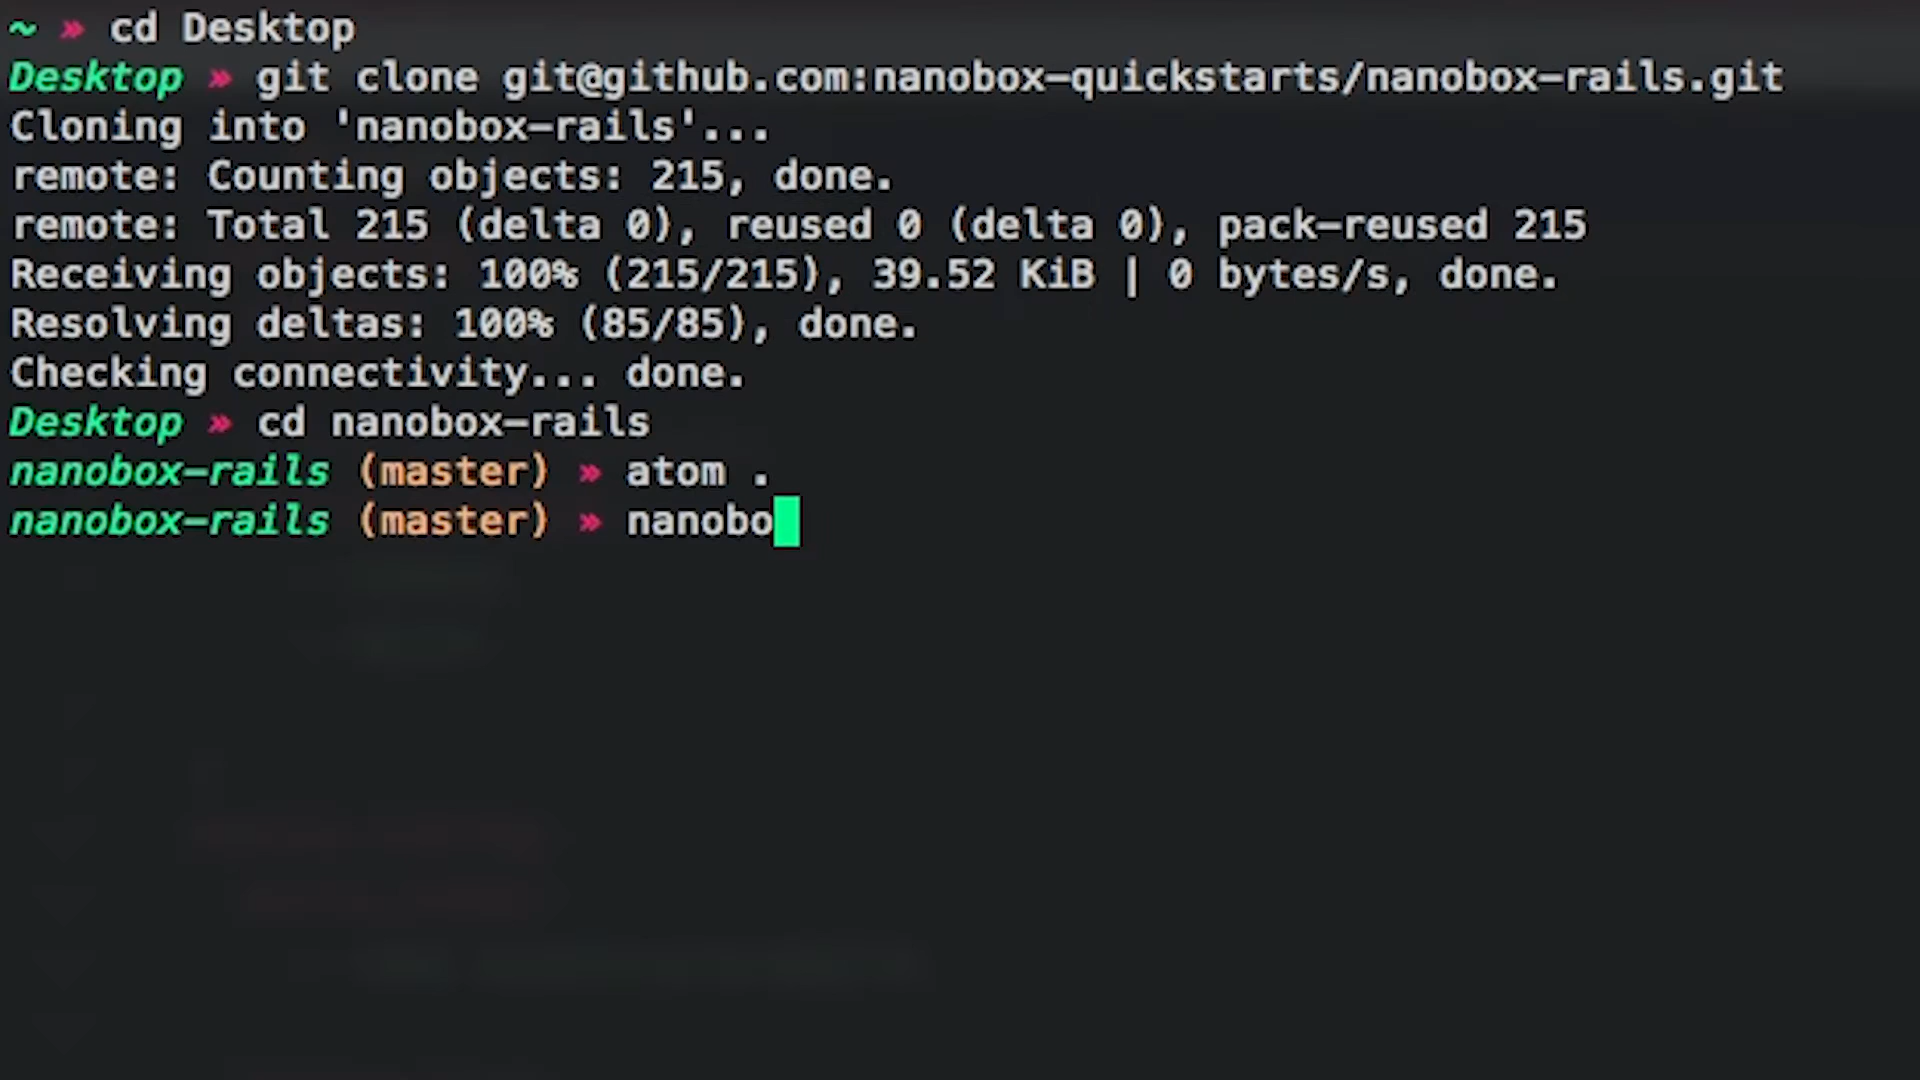 ~ » cd Desktop
Desktop » git clone git@github.com:nanobox-quickstarts/nanobox-rails.git
Cloning into 'nanobox-rails'...
remote: Counting objects: 215, done.
remote: Total 215 (delta 0), reused 0 (delta 0), pack-reused 215
Receiving objects: 100% (215/215), 39.52 KiB | 0 bytes/s, done.
Resolving deltas: 100% (85/85), done.
Checking connectivity... done.
Desktop » cd nanobox-rails
nanobox-rails (master) » atom .
nanobox-rails (master) » nanobo